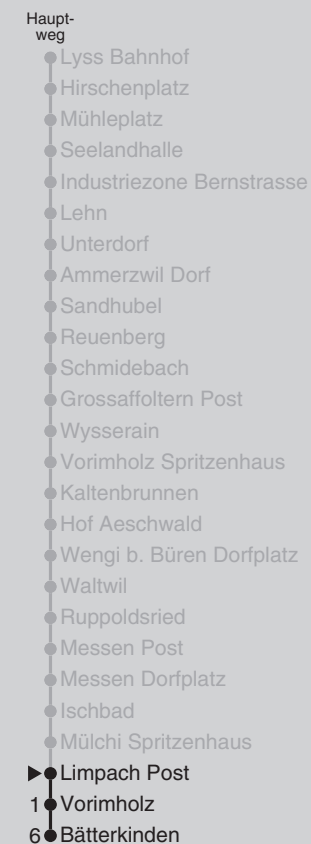 Haupt-
weg
Lyss Bahnhof
Hirschenplatz
Mühleplatz
Seelandhalle
Industriezone Bernstrasse
Lehn
Unterdorf
Ammerzwil Dorf
Sandhubel
Reuenberg
Schmidebach
Grossaffoltern Post
Wysserain
Vorimholz Spritzenhaus
Kaltenbrunnen
Hof Aeschwald
Wengi b. Büren Dorfplatz
Waltwil
Ruppoldsried
Messen Post
Messen Dorfplatz
Ischbad
Mülchi Spritzenhaus
Limpach Post
1 Vorimholz
6 Bätterkinden